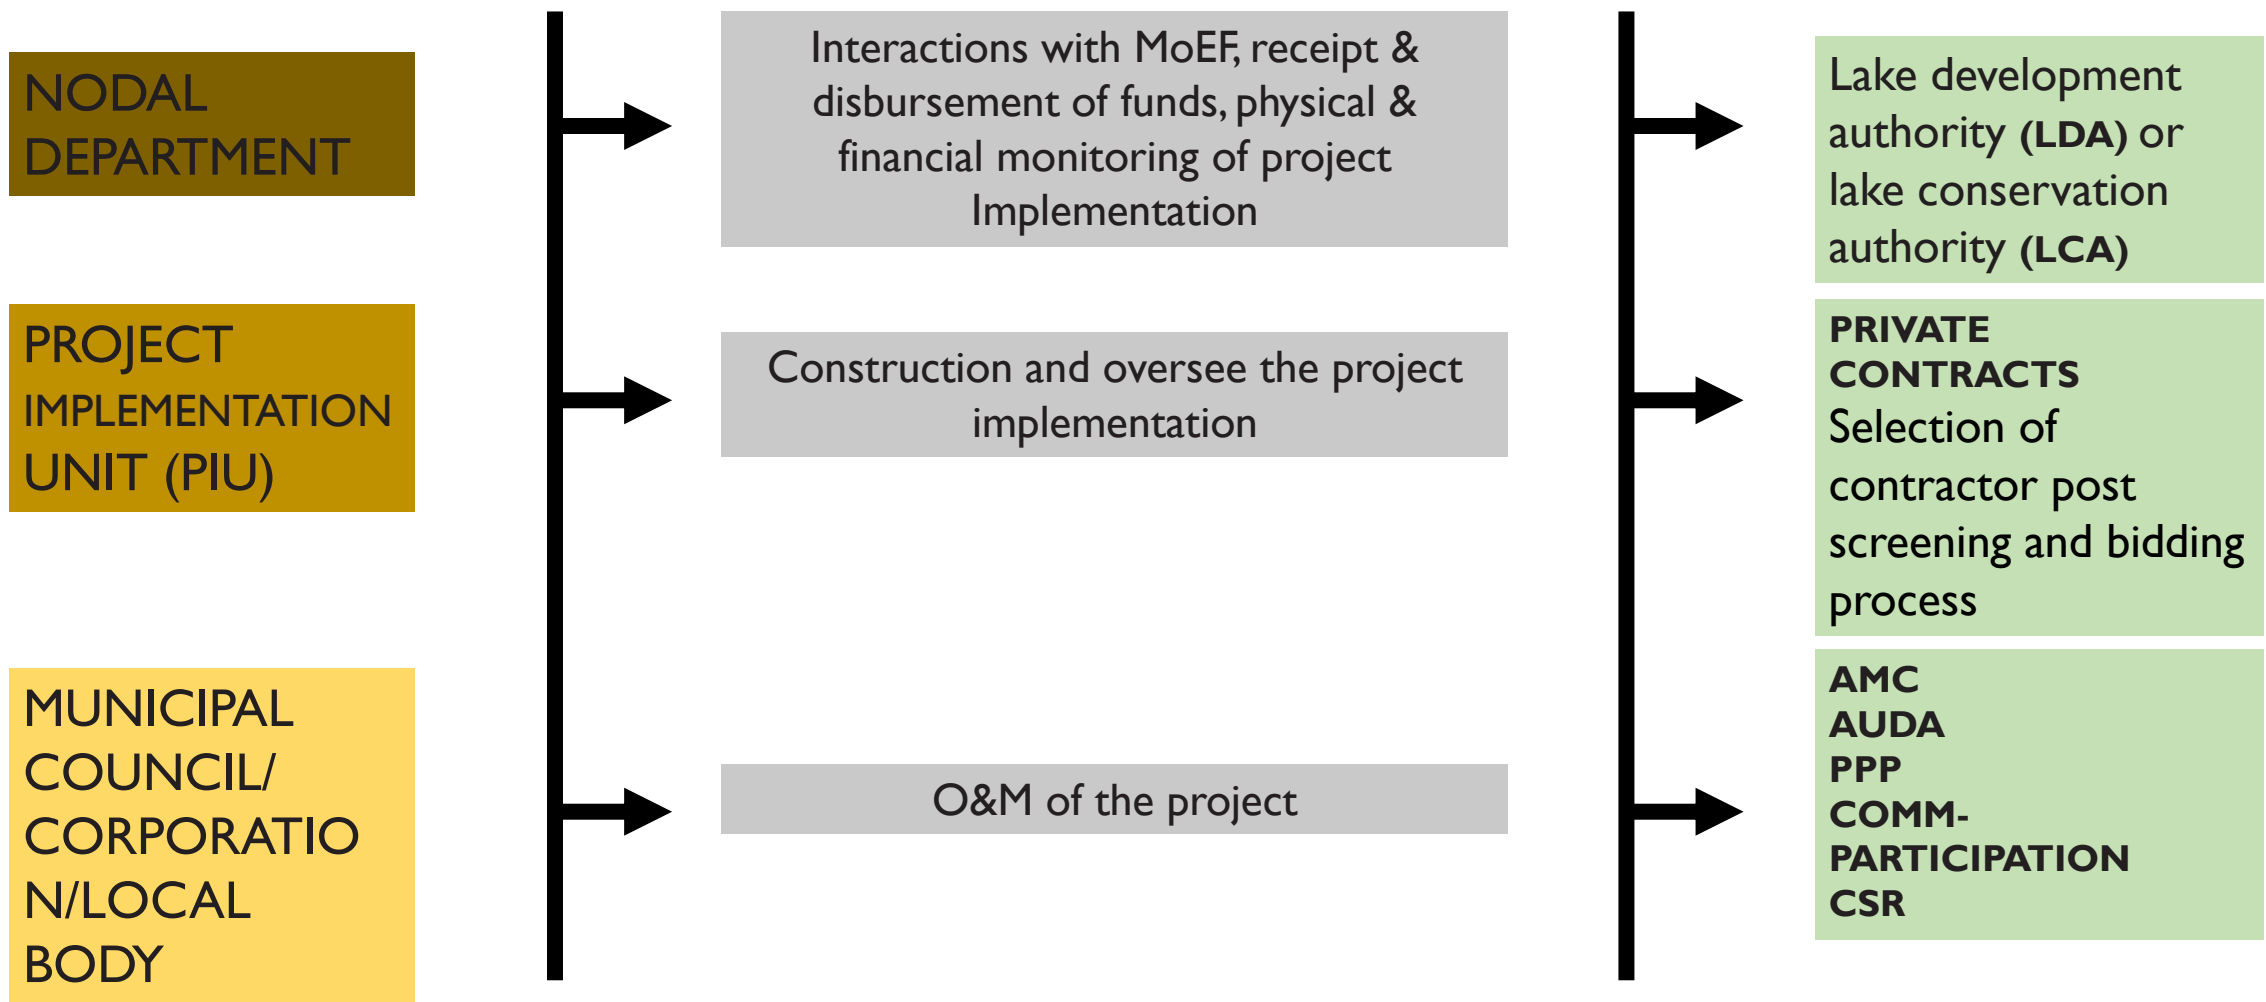 NODAL
DEPARTMENT
Interactions with MoEF, receipt &
disbursement of funds, physical &
financial monitoring of project
Implementation
Lake development
authority (LDA) or
lake conservation
authority (LCA)
PROJECT
IMPLEMENTATION
UNIT (PIU)
Construction and oversee the project
implementation
PRIVATE
CONTRACTS
Selection of
contractor post
screening and bidding
process
MUNICIPAL
COUNCIL/
CORPORATIO
N/LOCAL
BODY
O&M of the project
AMC
AUDA
PPP
COMM-
PARTICIPATION
CSR